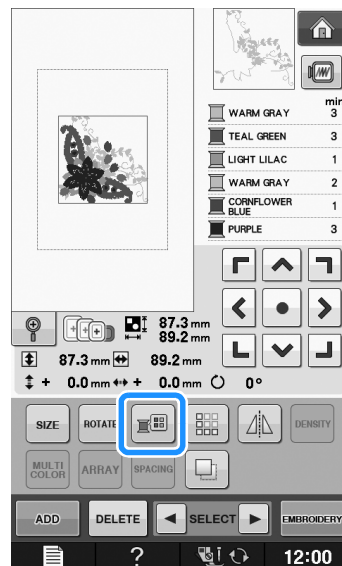 min
WARM GRAY 3
TEAL GREEN 3
LIGHT LILAC 1
WARM GRAY 2
CORNFLOWER
BLUE 1
PURPLE 3
87.3 mm
89.2 mm
87.3 mm 89.2 mm
+ 0.0 mm + 0.0 mm 0°
SIZE ROTATE DENSITY
MULTI
COLOR ARRAY SPACING
ADD DELETE SELECT EMBROIDERY
? 12:00